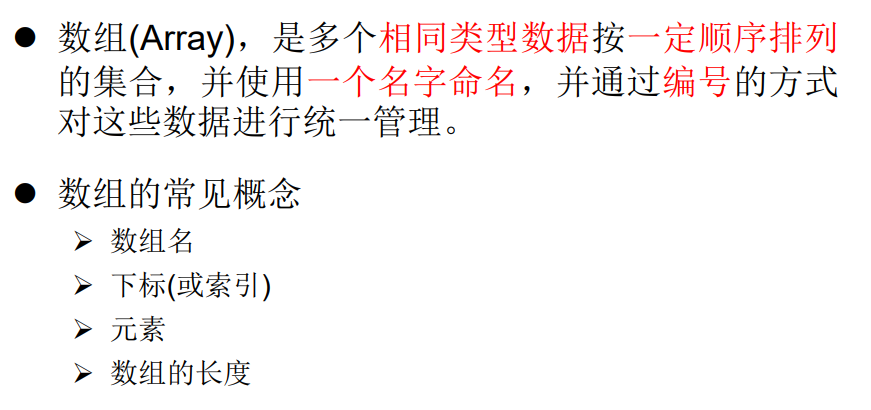 ● 数组(Array)，是多个相同类型数据按一定顺序排列
的集合，并使用一个名字命名，并通过编号的方式
对这些数据进行统一管理。
● 数组的常见概念
➢ 数组名
➢ 下标(或索引)
➢ 元素
➢ 数组的长度